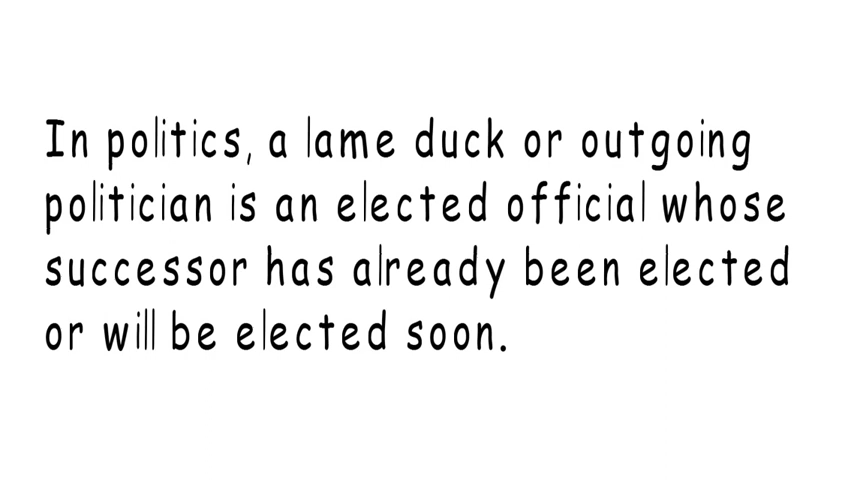 In politics, a lame duck or outgoing
politician is an elected official whose
successor has already been elected
or will be elected soon.